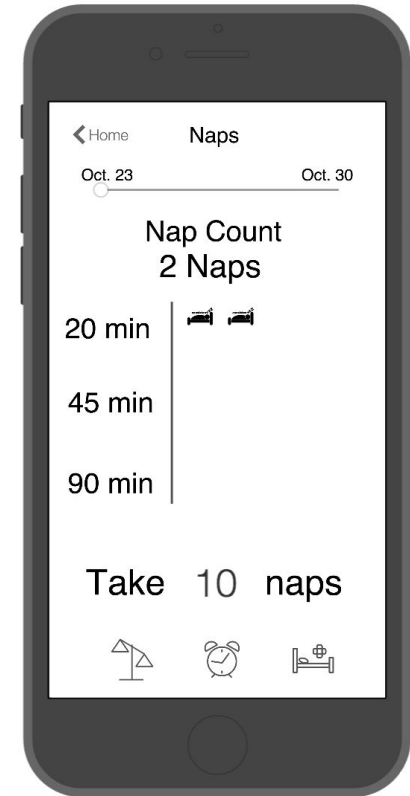 Home Naps
Oct. 23 Oct. 30
Nap Count
2 Naps
20 min
45 min
90 min
Take 10 naps